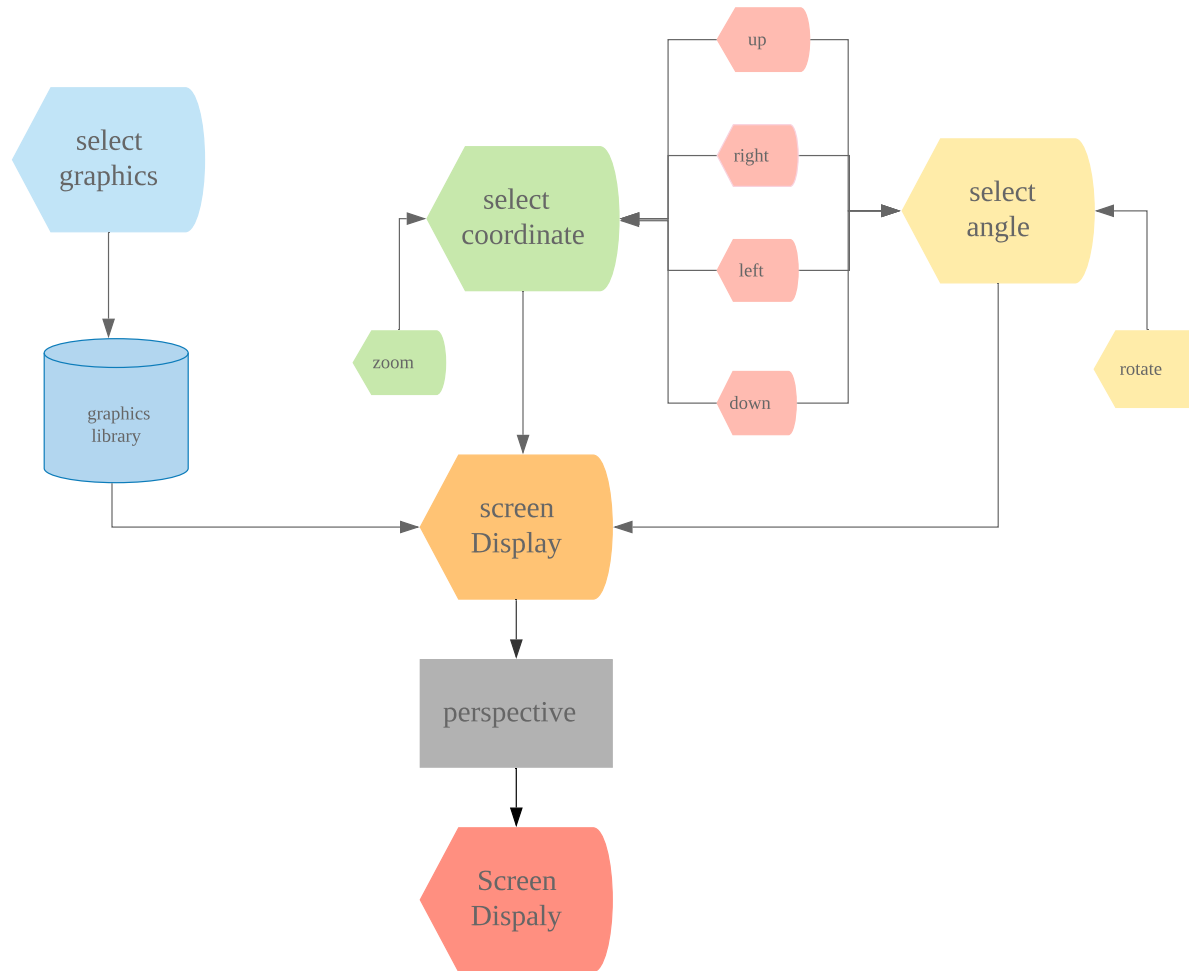 up
select
graphics
right
select
coordinate
select
angle
left
zoom
rotate
down
graphics
library
screen
Display
perspective
Screen
Dispaly